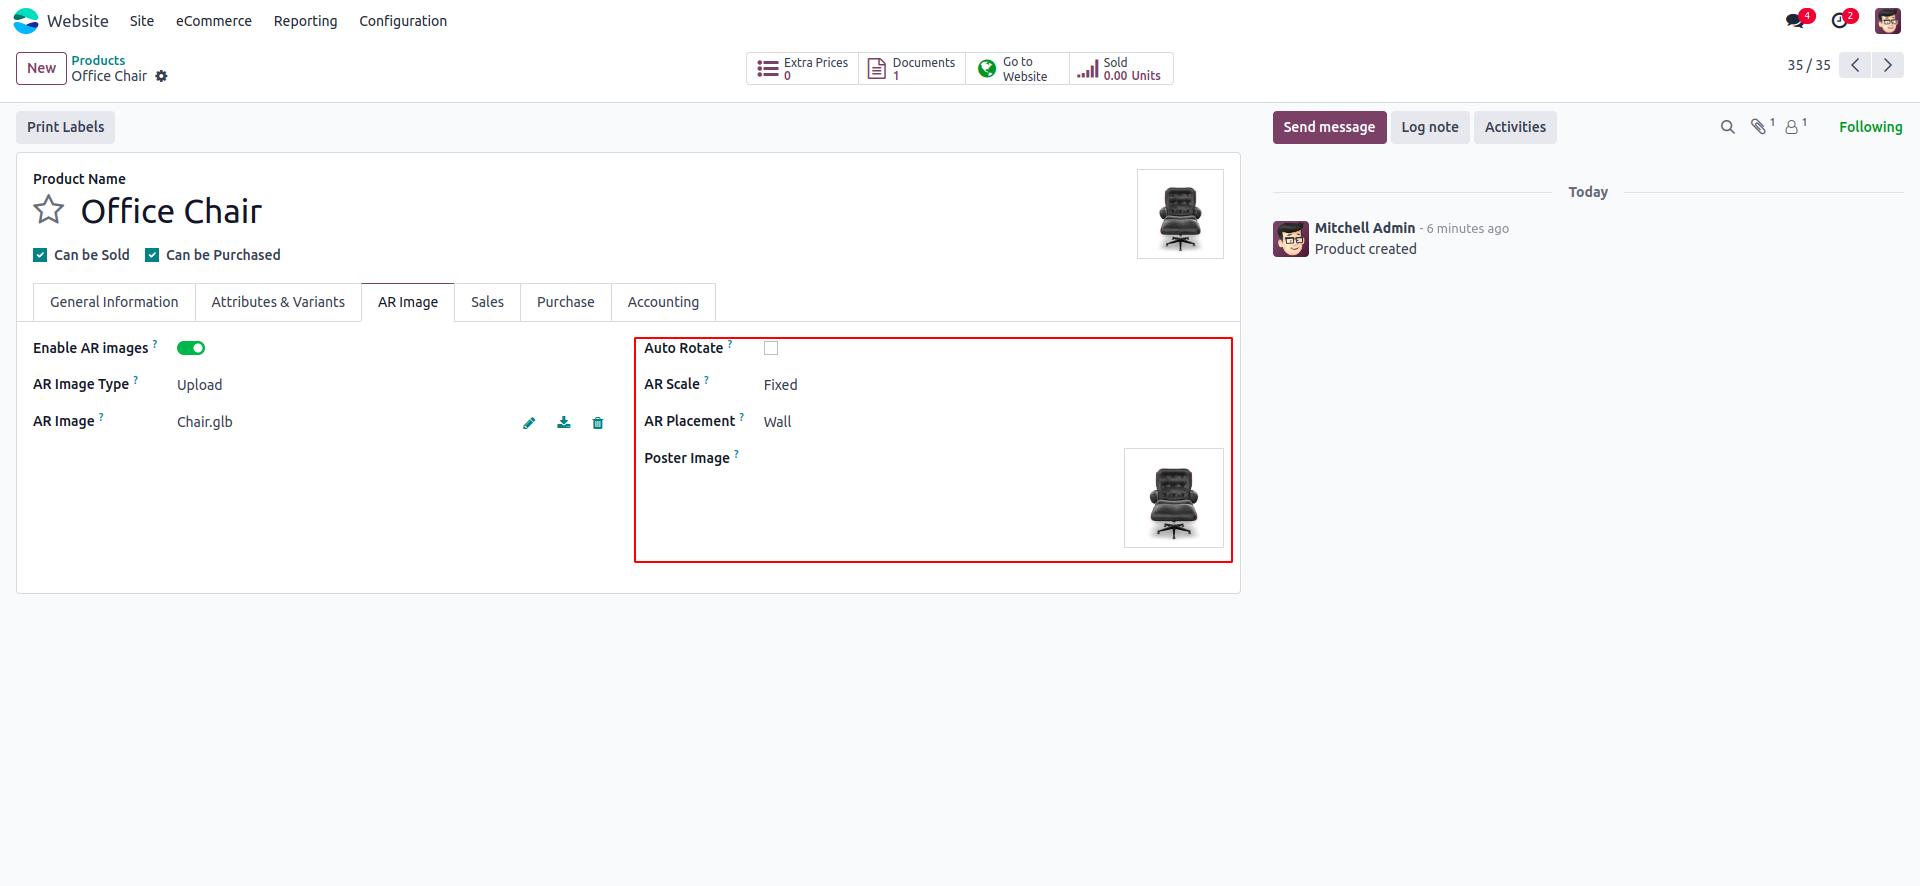 Website Site eCommerce Reporting Configuration 4 2
New Products
Office Chair
Extra Prices
0
Documents
1
Go to
Website
Sold
0.00 Units
35 / 35
Print Labels
Send message Log note Activities 1 1 Following
Product Name
Office Chair
Can be Sold Can be Purchased
General Information Attributes & Variants AR Image Sales Purchase Accounting
Enable AR images ?
AR Image Type ? Upload
AR Image ? Chair.glb
Auto Rotate ?
AR Scale ? Fixed
AR Placement ? Wall
Poster Image ?
Today
Mitchell Admin - 6 minutes ago
Product created